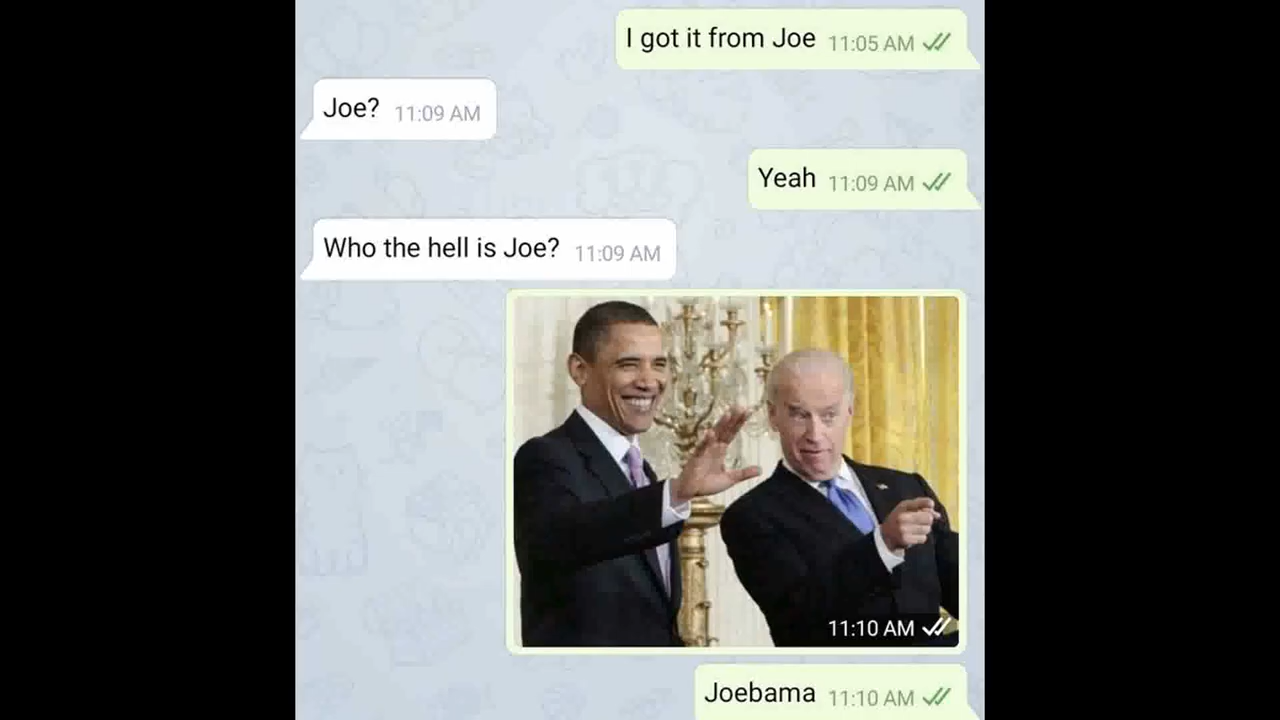 I got it from Joe 11:05 AM
Joe? 11:09 AM
Yeah 11:09 AM
Who the hell is Joe? 11:09 AM
11:10 AM
Joebama 11:10 AM